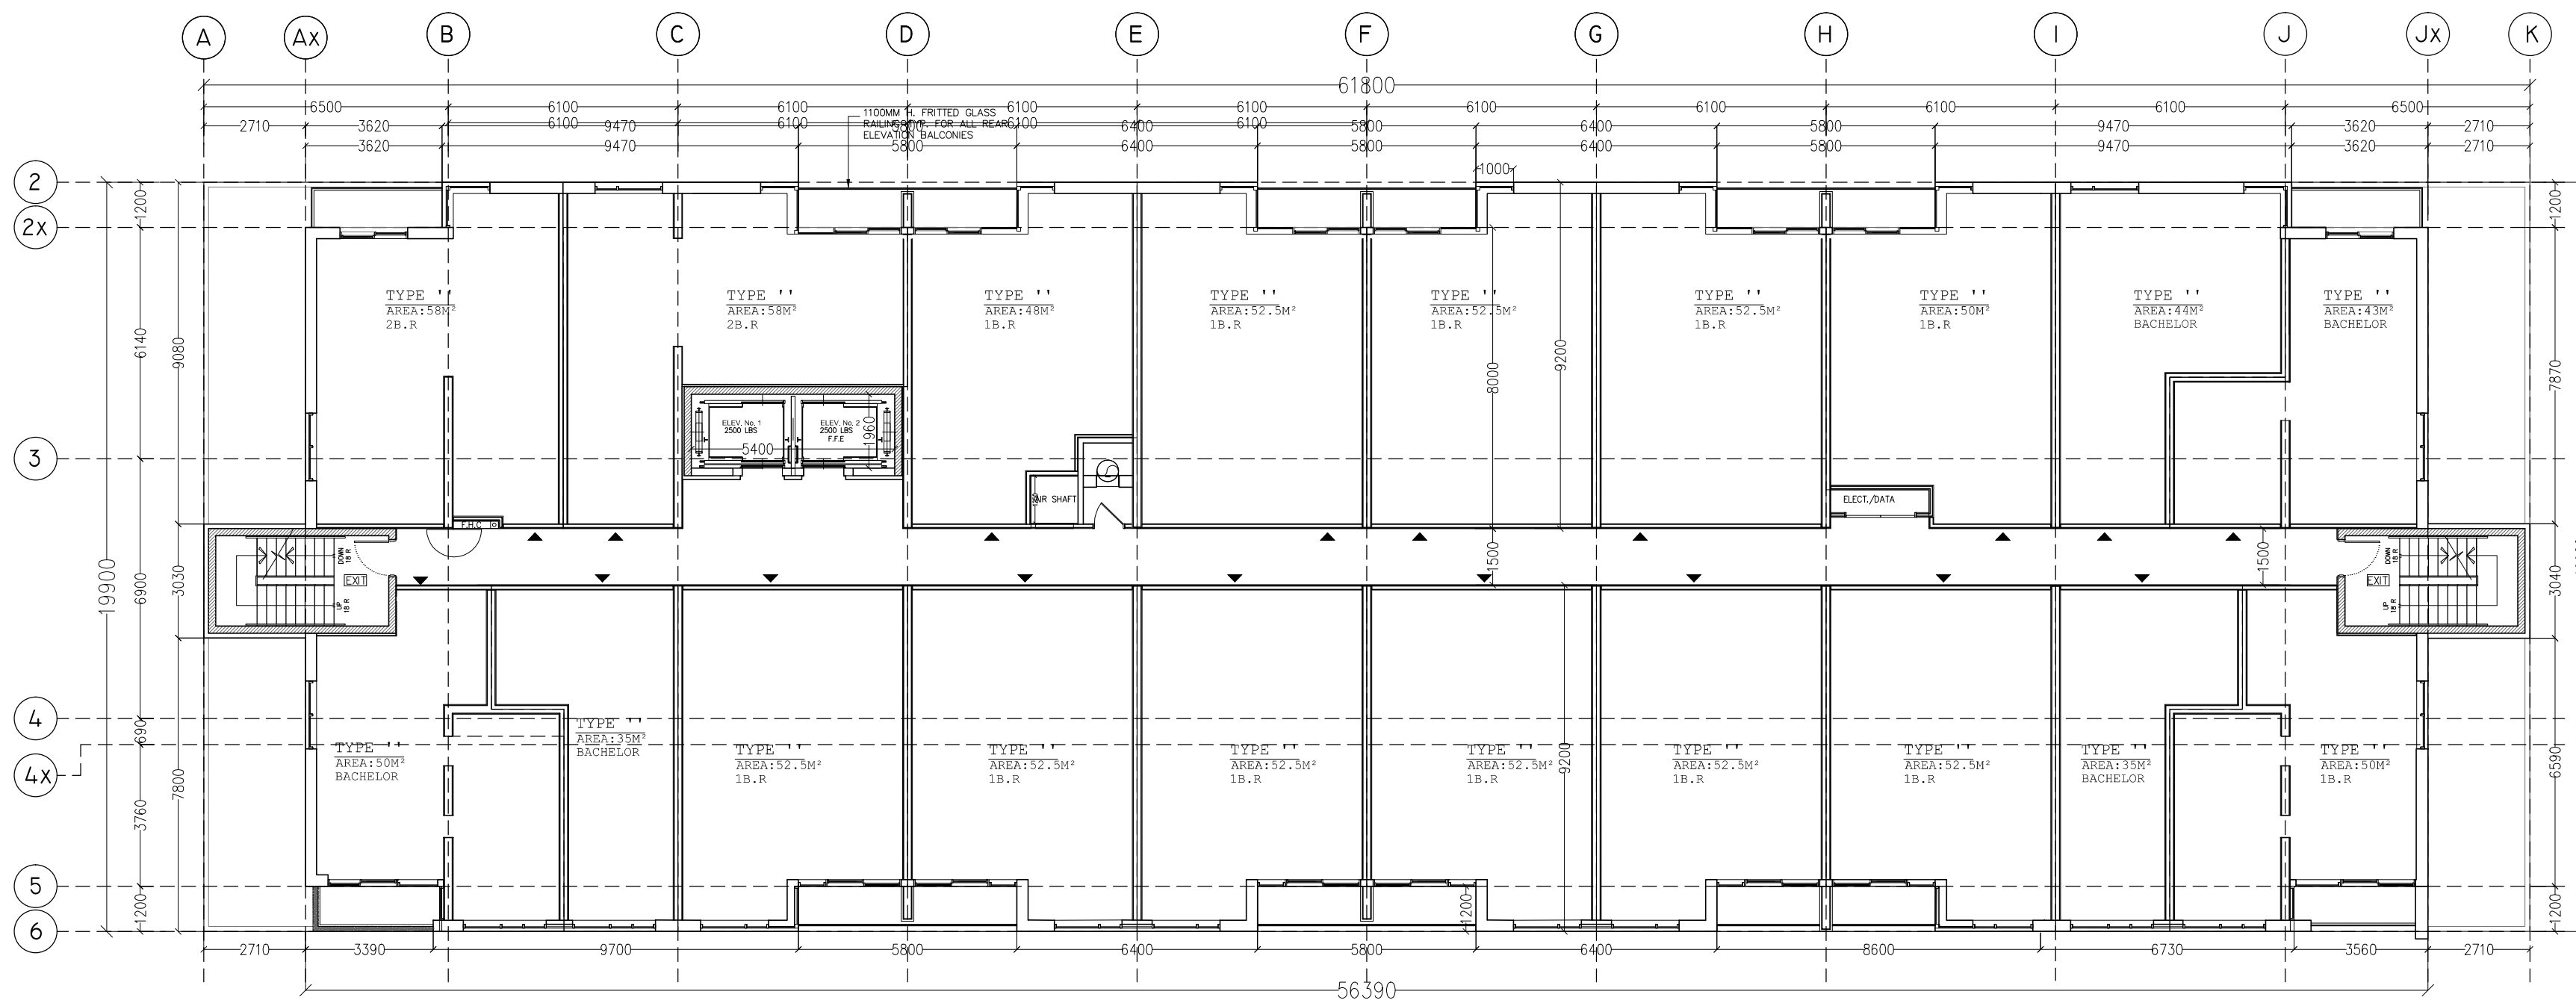 A Ax B C D E F G H I J Jx K
61800
6500 6100 6100 6100 6100 6100 6100 6100 6100 6500
6100 6100 6100 6100
1100MM H. FRITTED GLASS
ELEVATION BALCONIES
2710 3620 9470 5800 6400 5800 6400 5800 9470 3620 2710
3620 9470 5800 6400 5800 6400 5800 9470 3620 2710
1000
2
2x
3
4
4x
5
6
19900
1200
6140
6900
690
3760
1200
9080
3030
7800
TYPE ''
AREA:58M²
2B.R
TYPE ''
AREA:58M²
2B.R
TYPE ''
AREA:48M²
1B.R
TYPE ''
AREA:52.5M²
1B.R
TYPE ''
AREA:52.5M²
1B.R
TYPE ''
AREA:52.5M²
1B.R
TYPE ''
AREA:50M²
1B.R
TYPE ''
AREA:44M²
BACHELOR
TYPE ''
AREA:43M²
BACHELOR
8000
9200
ELEV. No. 1
2500 LBS
ELEV. No. 2
2500 LBS
F.F.E
5400
1960
F.H.C
AIR SHAFT
ELECT./DATA
DOWN
18 R
UP
18 R
EXIT
1500
1500
DOWN
18 R
UP
18 R
EXIT
TYPE ''
AREA:50M²
BACHELOR
TYPE ''
AREA:35M²
BACHELOR
TYPE ''
AREA:52.5M²
1B.R
TYPE ''
AREA:52.5M²
1B.R
TYPE ''
AREA:52.5M²
1B.R
TYPE ''
AREA:52.5M²
1B.R
9200
TYPE ''
AREA:52.5M²
1B.R
TYPE ''
AREA:52.5M²
1B.R
TYPE ''
AREA:35M²
BACHELOR
TYPE ''
AREA:50M²
1B.R
1200
1200
7870
3040
6590
1200
2710 3390 9700 5800 6400 5800 6400 8600 6730 3560 2710
56390